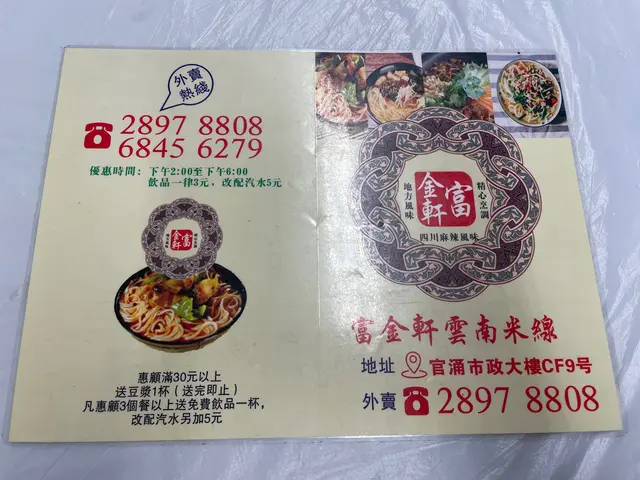 外賣
熱綫
2897 8808
6845 6279
優惠時間：下午2:00至下午6:00
飲品一律3元、改配汽水5元
富
金軒
惠顧滿30元以上
送豆漿1杯（送完即止）
凡惠顧3個餐以上送免費飲品一杯，
改配汽水另加5元
富
金軒
地方風味
精心烹調
四川麻辣風味
富金軒雲南米線
地址 官涌市政大樓CF9号
外賣 2897 8808